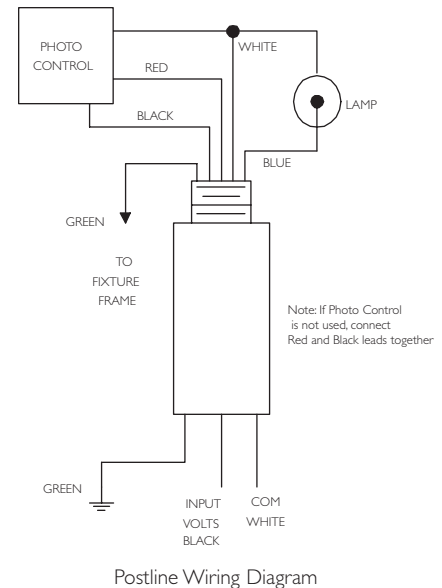 PHOTO
CONTROL
WHITE
RED
LAMP
BLACK
BLUE
GREEN
TO
FIXTURE
FRAME
Note: If Photo Control
is not used, connect
Red and Black leads together
GREEN
INPUT
VOLTS
BLACK
COM
WHITE
Postline Wiring Diagram